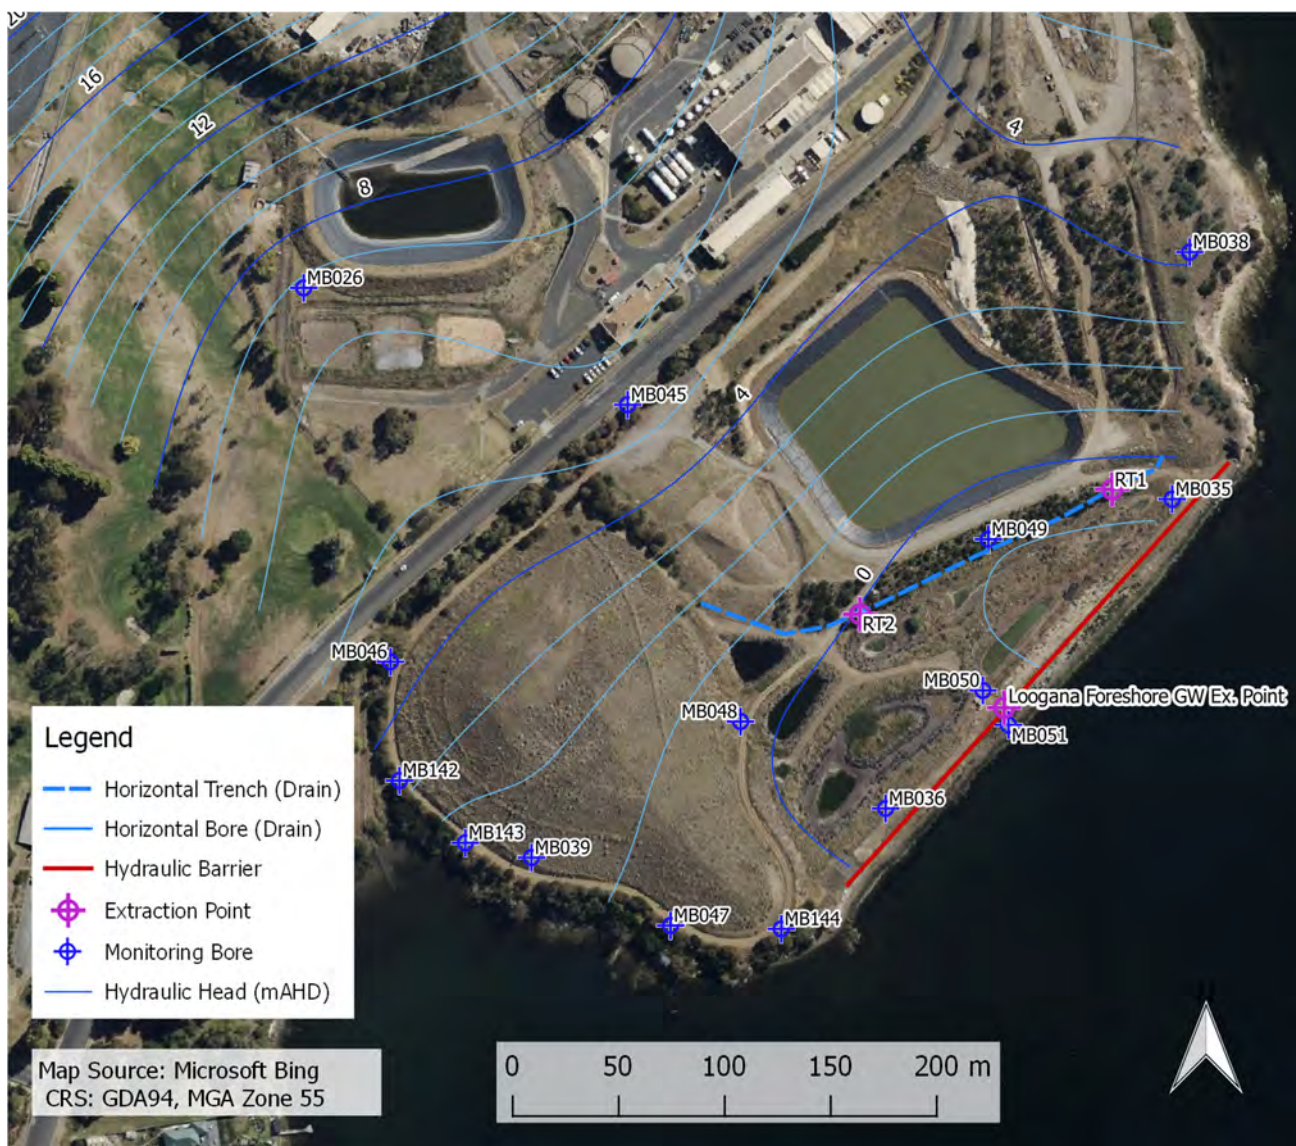 20
16
12
8
4
MB038
MB026
MB045
4
RT1
MB035
MB049
0
RT2
MB046
MB050
Loogana Foreshore GW Ex. Point
MB048
MB051
MB142
MB036
MB143
MB039
MB047
MB144
Legend
Horizontal Trench (Drain)
Horizontal Bore (Drain)
Hydraulic Barrier
Extraction Point
Monitoring Bore
Hydraulic Head (mAHD)
Map Source: Microsoft Bing
CRS: GDA94, MGA Zone 55
0 50 100 150 200 m